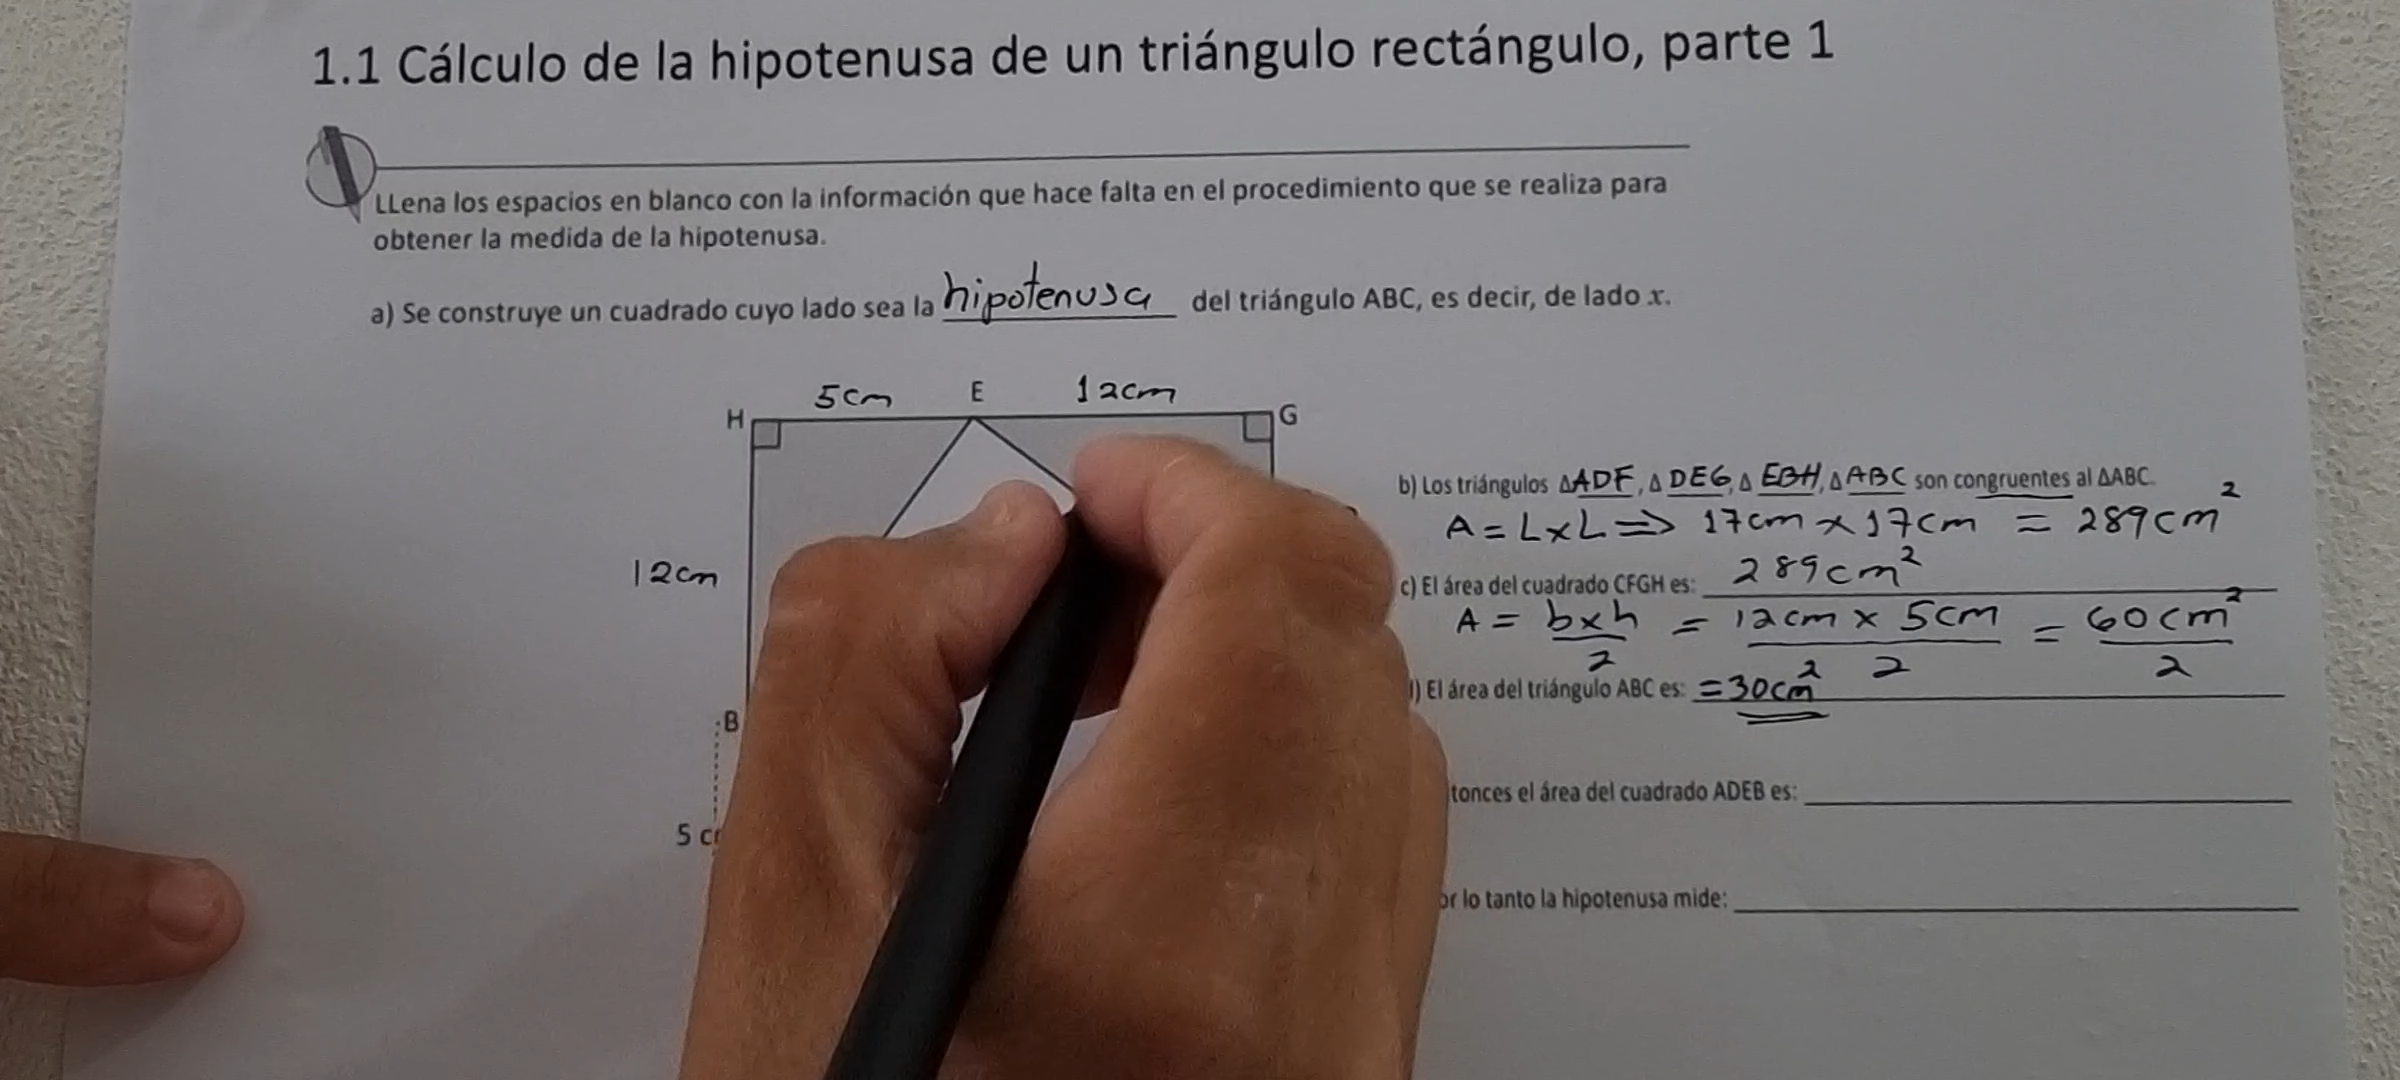 1.1 Cálculo de la hipotenusa de un triángulo rectángulo, parte 1
LLena los espacios en blanco con la información que hace falta en el procedimiento que se realiza para
obtener la medida de la hipotenusa.
a) Se construye un cuadrado cuyo lado sea la hipotenusa del triángulo ABC, es decir, de lado x.
5cm E 12cm
H G
b) Los triángulos ΔADF, Δ DEG, Δ EBH, Δ ABC son congruentes al ΔABC.
A = L x L => 17cm x 17cm = 289cm²
12cm
c) El área del cuadrado CFGH es: 289cm²
A = b x h / 2 = 12cm x 5cm / 2 = 60cm² / 2
) El área del triángulo ABC es: = 30cm²
B
tonces el área del cuadrado ADEB es:
5 c
or lo tanto la hipotenusa mide: